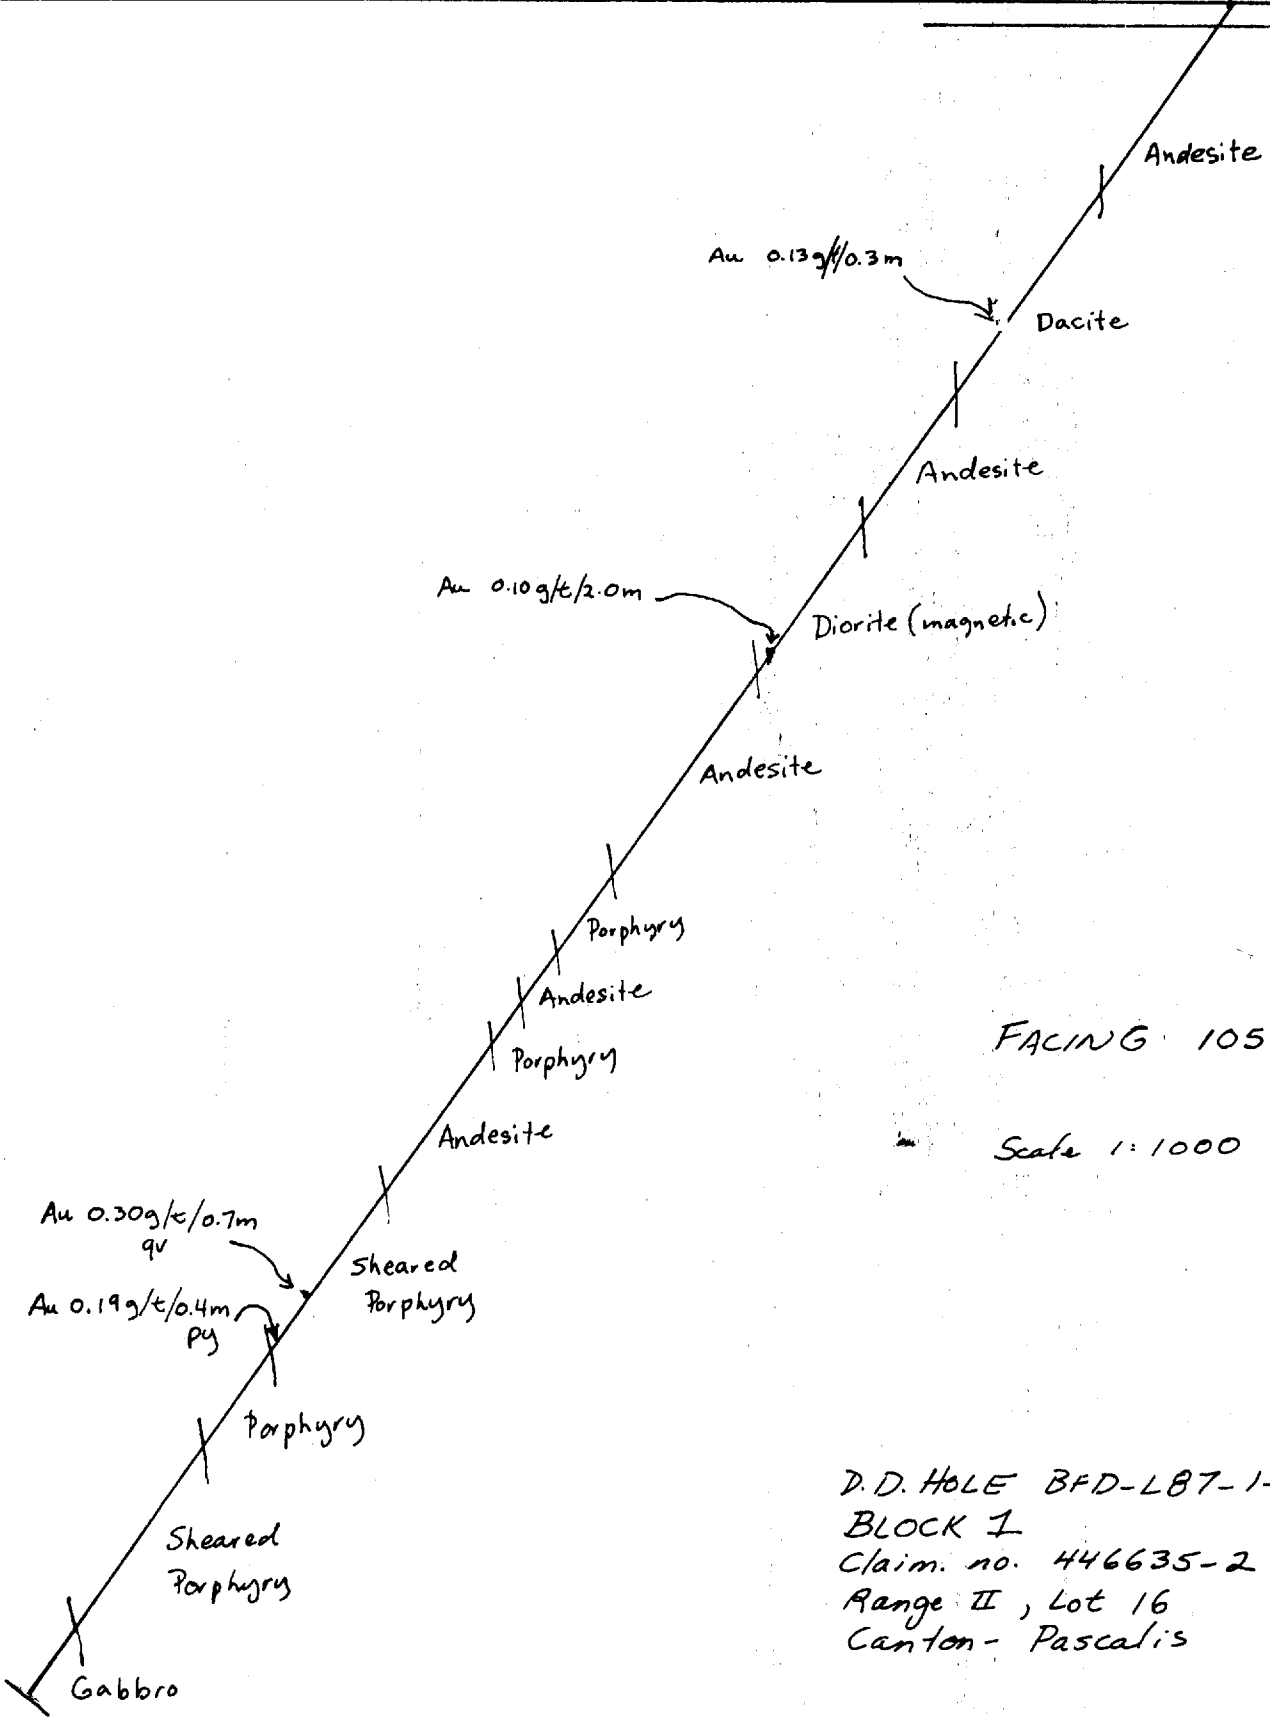 Andesite
Au 0.13g/t/0.3m
Dacite
Andesite
Au 0.10g/t/2.0m
Diorite (magnetic)
Andesite
Porphyry
Andesite
Porphyry
Andesite
Au 0.30g/t/0.7m
qv
Sheared
Porphyry
Au 0.19g/t/0.4m
py
Porphyry
Sheared
Porphyry
Gabbro
FACING 105
Scale 1:1000
D.D. HOLE BFD-L87-1-
BLOCK 1
Claim. no. 446635-2
Range II, Lot 16
Canton - Pascalis